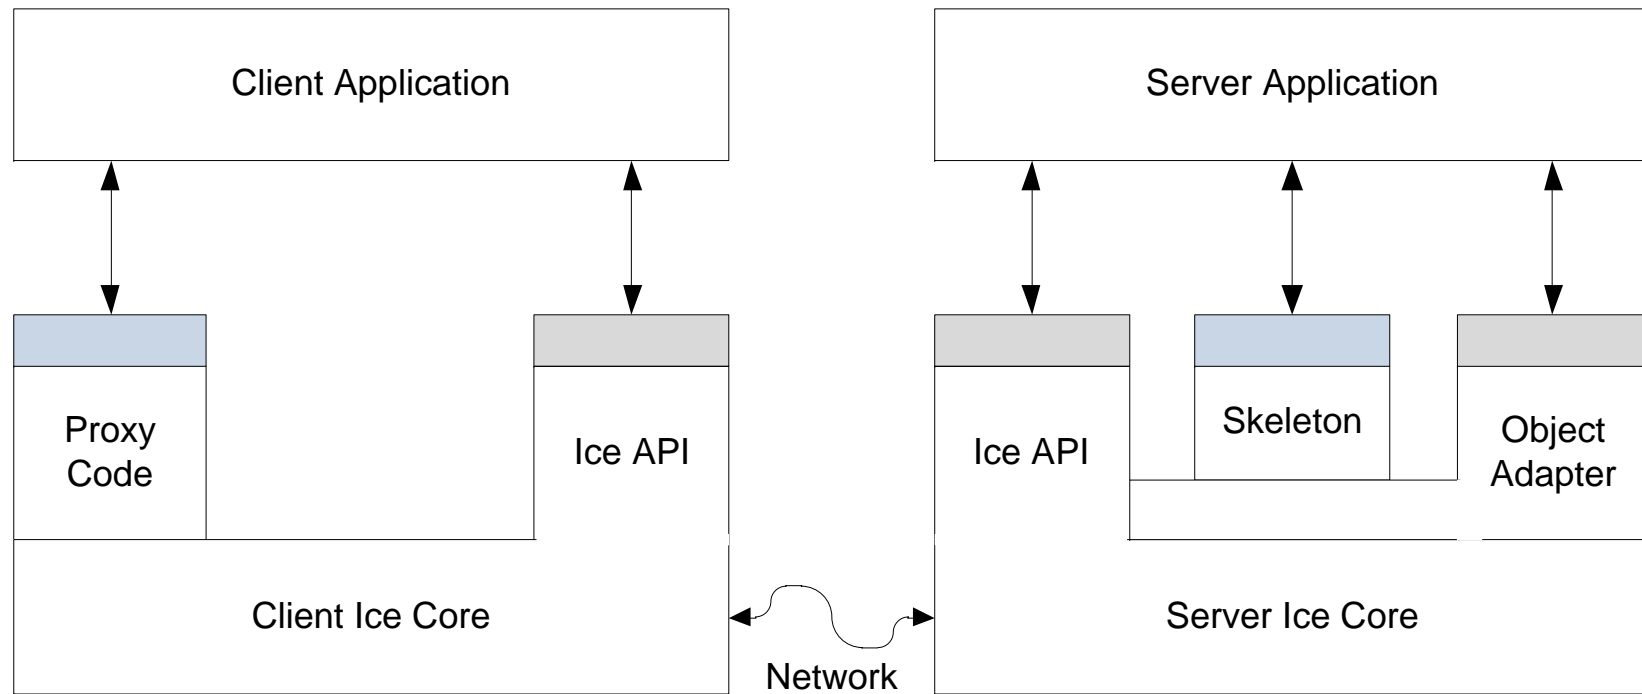 Client Application
Server Application
Proxy
Code
Ice API
Ice API
Skeleton
Object
Adapter
Client Ice Core
Server Ice Core
Network